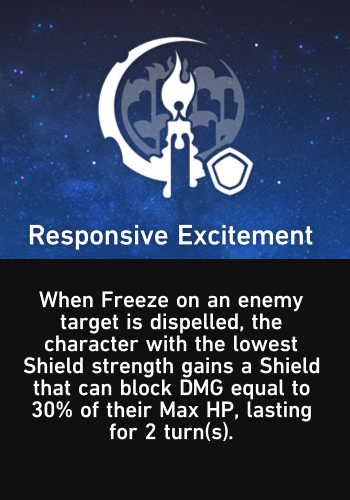 Responsive Excitement
When Freeze on an enemy
target is dispelled, the
character with the lowest
Shield strength gains a Shield
that can block DMG equal to
30% of their Max HP, lasting
for 2 turn(s).